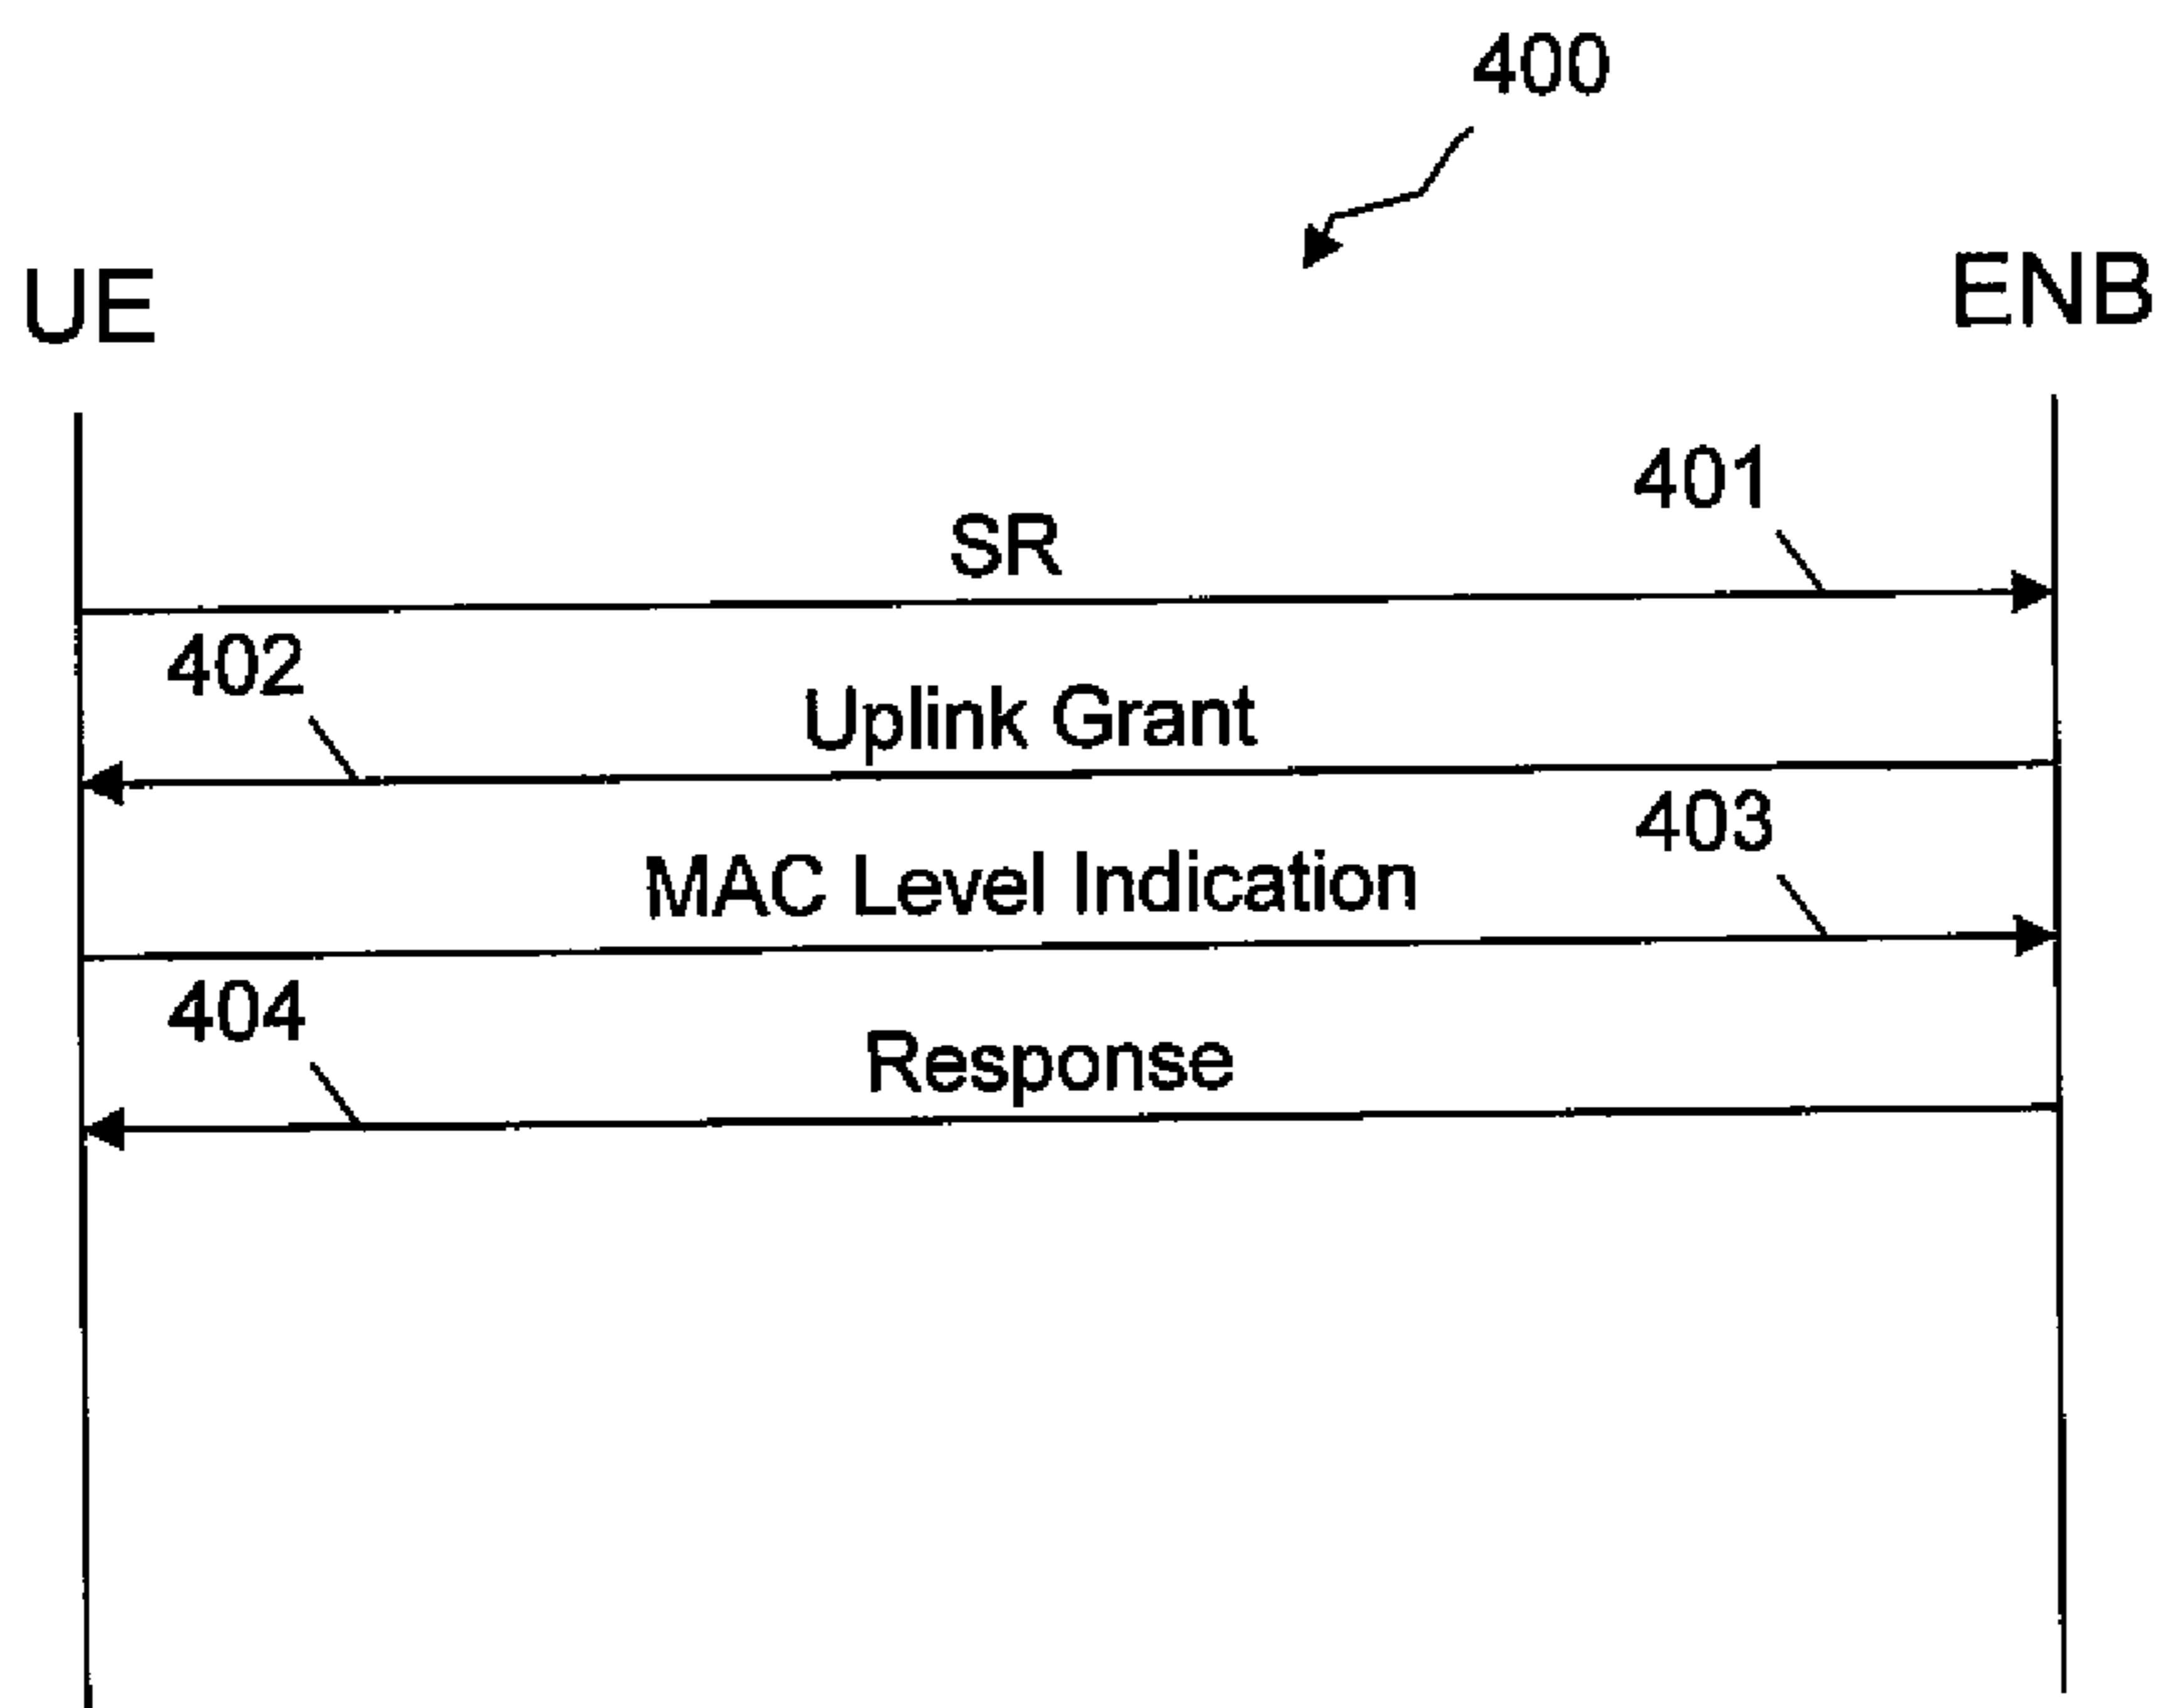 400
UE
ENB
401
SR
402
Uplink Grant
403
MAC Level Indication
404
Response